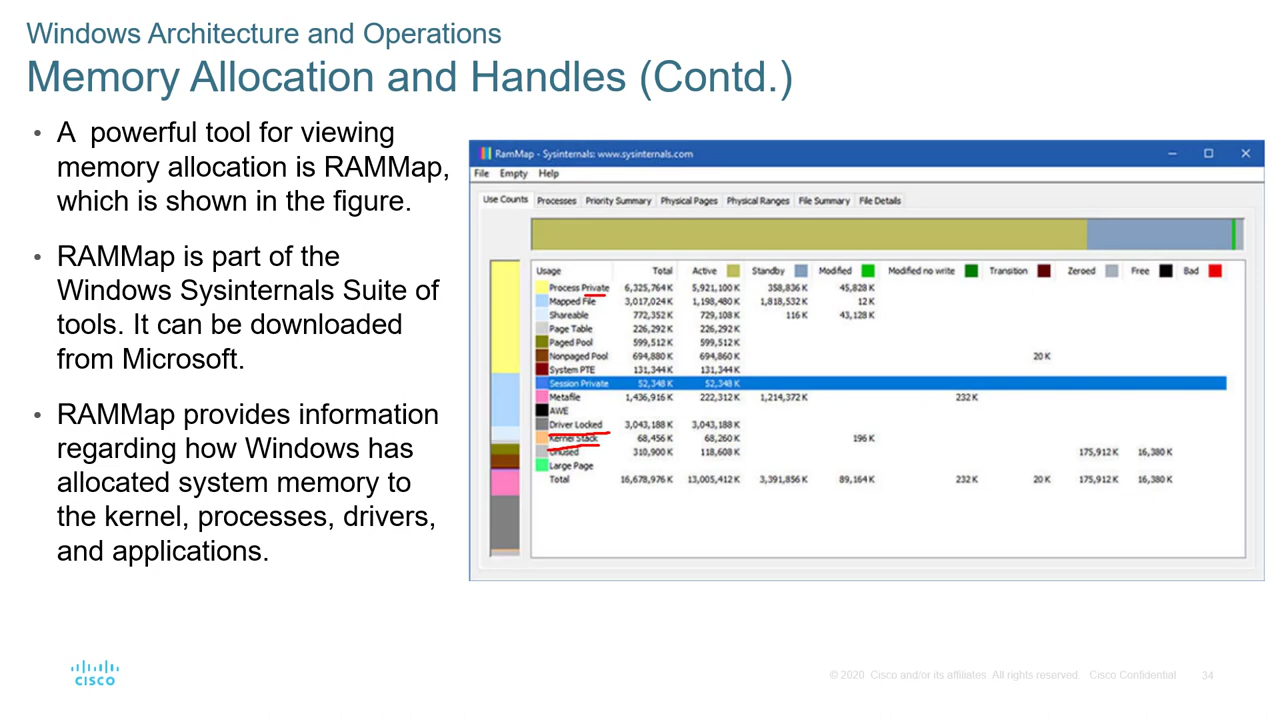 Windows Architecture and Operations
Memory Allocation and Handles (Contd.)
• A powerful tool for viewing
memory allocation is RAMMap,
which is shown in the figure.
• RAMMap is part of the
Windows Sysinternals Suite of
tools. It can be downloaded
from Microsoft.
• RAMMap provides information
regarding how Windows has
allocated system memory to
the kernel, processes, drivers,
and applications.
RamMap - Sysinternals: www.sysinternals.com
File Empty Help
Use Counts Processes Priority Summary Physical Pages Physical Ranges File Summary File Details
Usage Total Active Standby Modified Modified no write Transition Zeroed Free Bad
Process Private 6,325,764 K 5,921,100 K 358,836 K 45,828 K
Mapped File 3,017,024 K 1,198,480 K 1,818,532 K 12 K
Shareable 772,352 K 729,108 K 116 K 43,128 K
Page Table 226,292 K 226,292 K
Paged Pool 599,512 K 599,512 K
Nonpaged Pool 694,880 K 694,860 K 20 K
System PTE 131,344 K 131,344 K
Session Private 52,348 K 52,348 K
Metafile 1,436,916 K 222,312 K 1,214,372 K 232 K
AWE
Driver Locked 3,043,188 K 3,043,188 K
Kernel Stack 68,456 K 68,260 K 196 K
Unused 310,900 K 118,608 K 175,912 K 16,380 K
Large Page
Total 16,678,976 K 13,005,412 K 3,391,856 K 89,164 K 232 K 20 K 175,912 K 16,380 K
CISCO
© 2020 Cisco and/or its affiliates. All rights reserved. Cisco Confidential 34